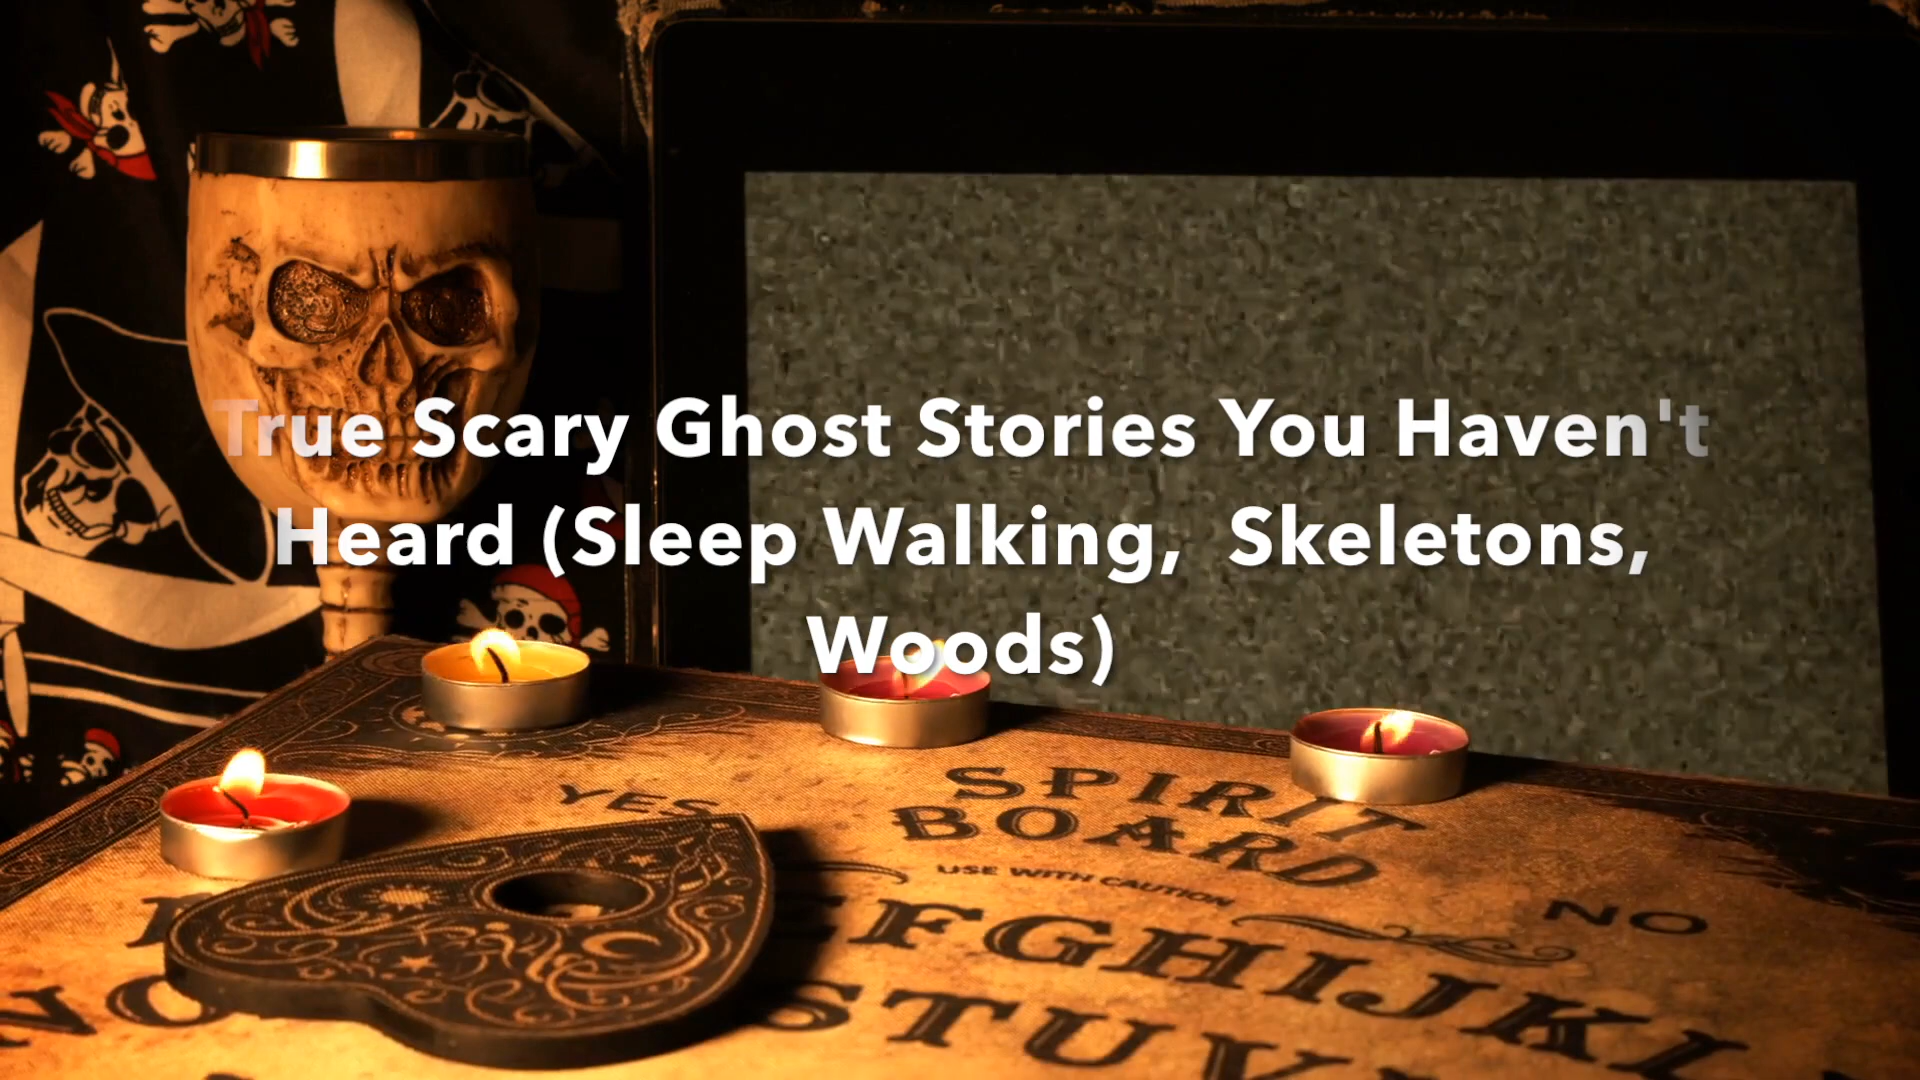 True Scary Ghost Stories You Haven't
Heard (Sleep Walking,  Skeletons,
Woods)
YES
SPIRIT
BOARD
USE WITH CAUTION
NO
FGHIJK
STUV